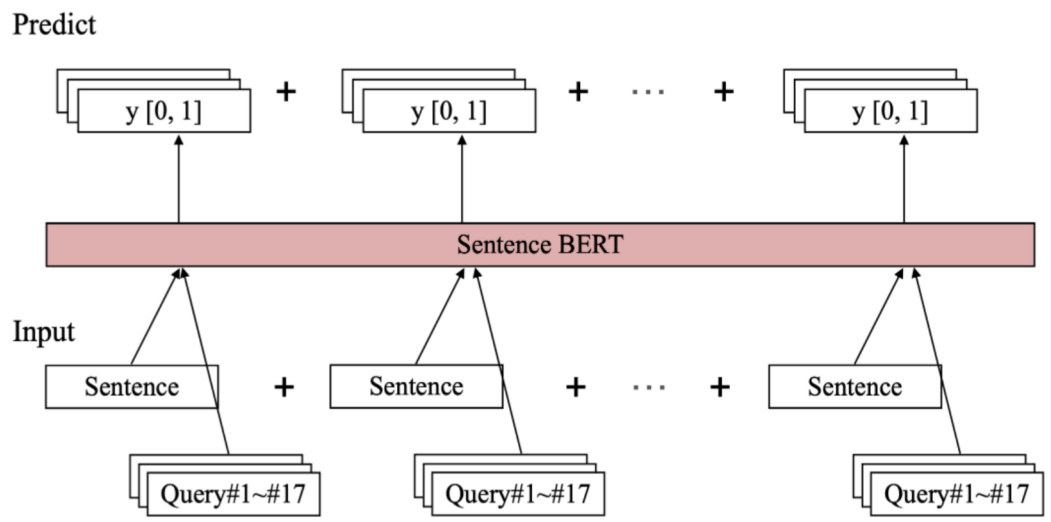 Predict
y [0, 1] + y [0, 1] + ... + y [0, 1]
Sentence BERT
Input
Sentence + Sentence + ... + Sentence
Query#1~#17 Query#1~#17 Query#1~#17